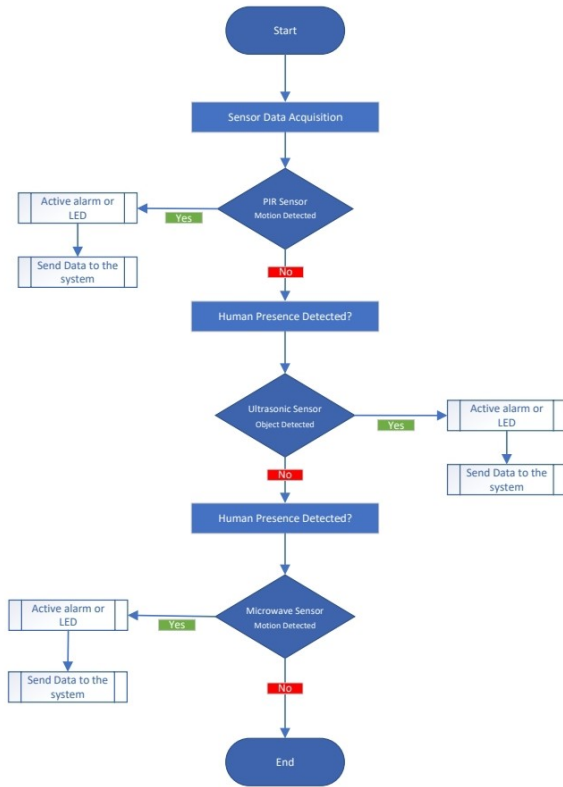 Start
Sensor Data Acquisition
PIR Sensor
Motion Detected
Yes
Active alarm or
LED
Send Data to the
system
No
Human Presence Detected?
Ultrasonic Sensor
Object Detected
Yes
Active alarm or
LED
Send Data to the
system
No
Human Presence Detected?
Microwave Sensor
Motion Detected
Yes
Active alarm or
LED
Send Data to the
system
No
End